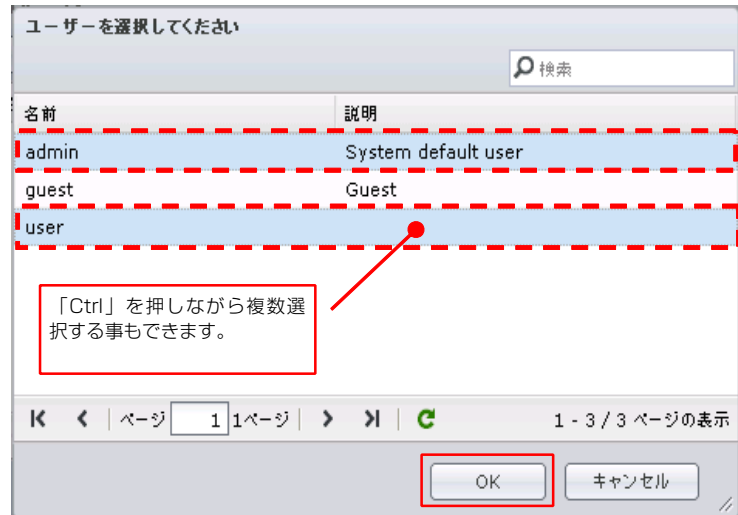 ユーザーを選択してください
検索
名前 説明
admin System default user
guest Guest
user
「Ctrl」を押しながら複数選
択する事もできます。
ページ 1 1ページ 1 - 3 / 3 ページの表示
OK キャンセル